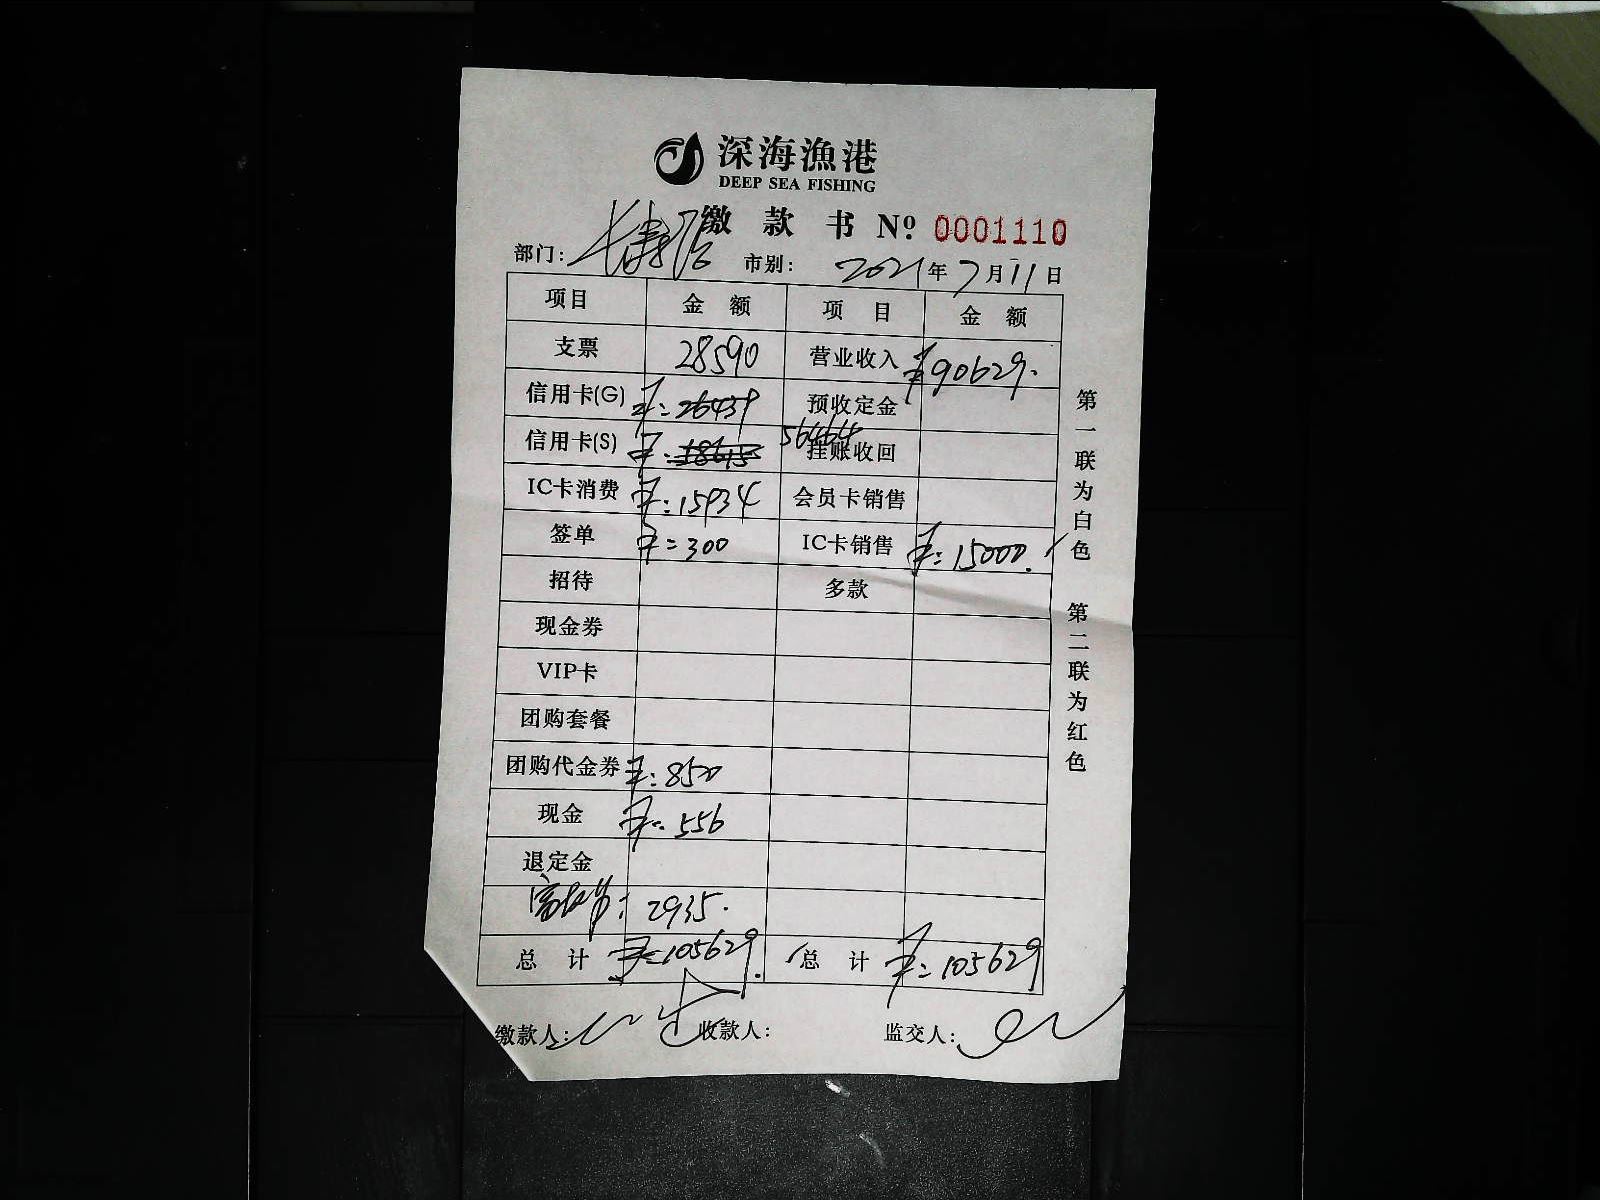 深海漁港
DEEP SEA FISHING
缴款书 Nº 0001110
部门: 市别: 2021年7月11日
项目 金额 项目 金额
支票 28590 营业收入 ¥90629.
信用卡(G) ¥:26439 预收定金
信用卡(S) 56464 挂账收回
IC卡消费 ¥:15934 会员卡销售
签单 ¥=300 IC卡销售 ¥:15000.
招待 多款
现金券
VIP卡
团购套餐
团购代金券 ¥:850
现金 ¥:556
退定金
2935.
总计 ¥=105629. 总计 ¥=105629
缴款人: 收款人: 监交人:
第一联为白色
第二联为红色